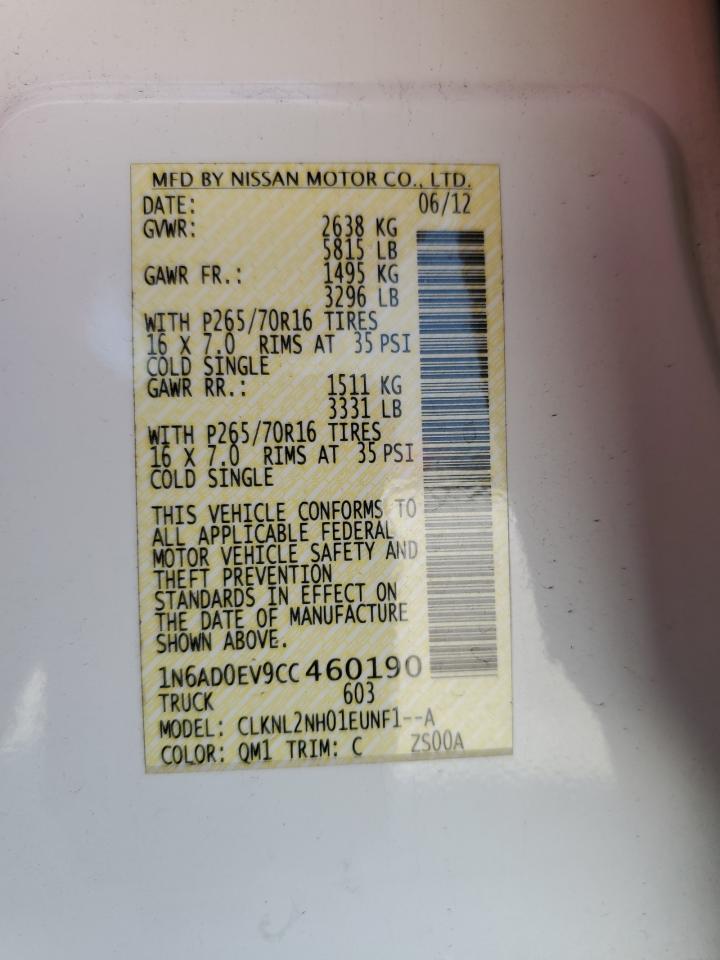 MFD BY NISSAN MOTOR CO., LTD.
DATE: 06/12
GVWR: 2638 KG
5815 LB
GAWR FR.: 1495 KG
3296 LB
WITH P265/70R16 TIRES
16 X 7.0 RIMS AT 35 PSI
COLD SINGLE
GAWR RR.: 1511 KG
3331 LB
WITH P265/70R16 TIRES
16 X 7.0 RIMS AT 35 PSI
COLD SINGLE
THIS VEHICLE CONFORMS TO
ALL APPLICABLE FEDERAL
MOTOR VEHICLE SAFETY AND
THEFT PREVENTION
STANDARDS IN EFFECT ON
THE DATE OF MANUFACTURE
SHOWN ABOVE.
1N6AD0EV9CC460190
TRUCK 603
MODEL: CLKNL2NH01EUNF1--A
COLOR: QM1 TRIM: C ZS00A